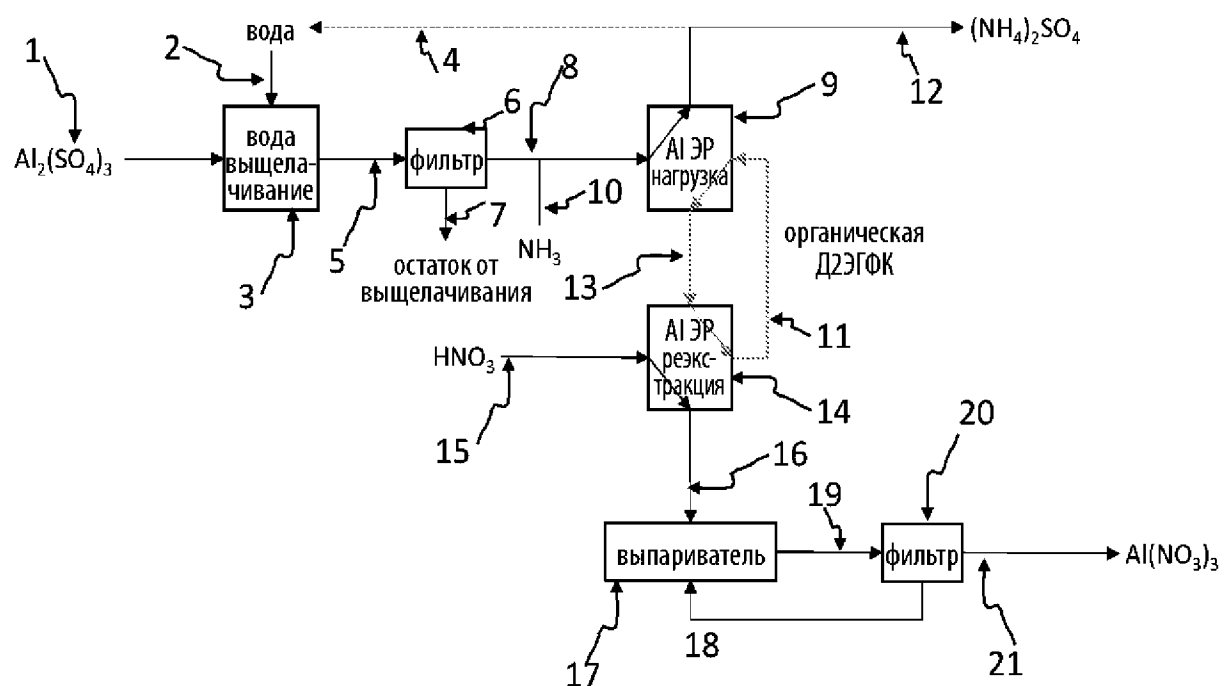 вода
(NH₄)₂SO₄
1
2
4
8
12
6
9
Al₂(SO₄)₃
вода
выщела-
чивание
фильтр
Al ЭР
нагрузка
3
5
7
10
NH₃
остаток от
выщелачивания
13
органическая
Д2ЭГФК
11
HNO₃
Al ЭР
реэкс-
тракция
15
14
16
20
19
выпариватель
фильтр
Al(NO₃)₃
17
18
21